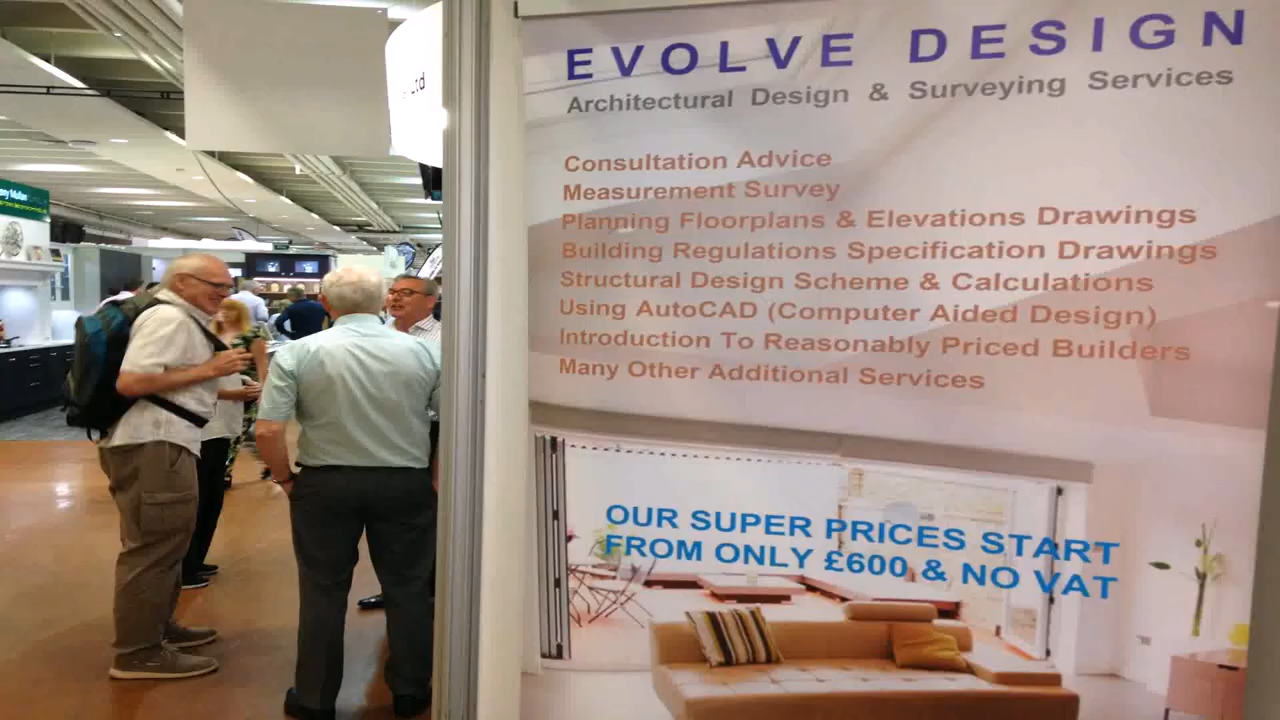 EVOLVE DESIGN
Architectural Design & Surveying Services
Consultation Advice
Measurement Survey
Planning Floorplans & Elevations Drawings
Building Regulations Specification Drawings
Structural Design Scheme & Calculations
Using AutoCAD (Computer Aided Design)
Introduction To Reasonably Priced Builders
Many Other Additional Services
OUR SUPER PRICES START
FROM ONLY £600 & NO VAT